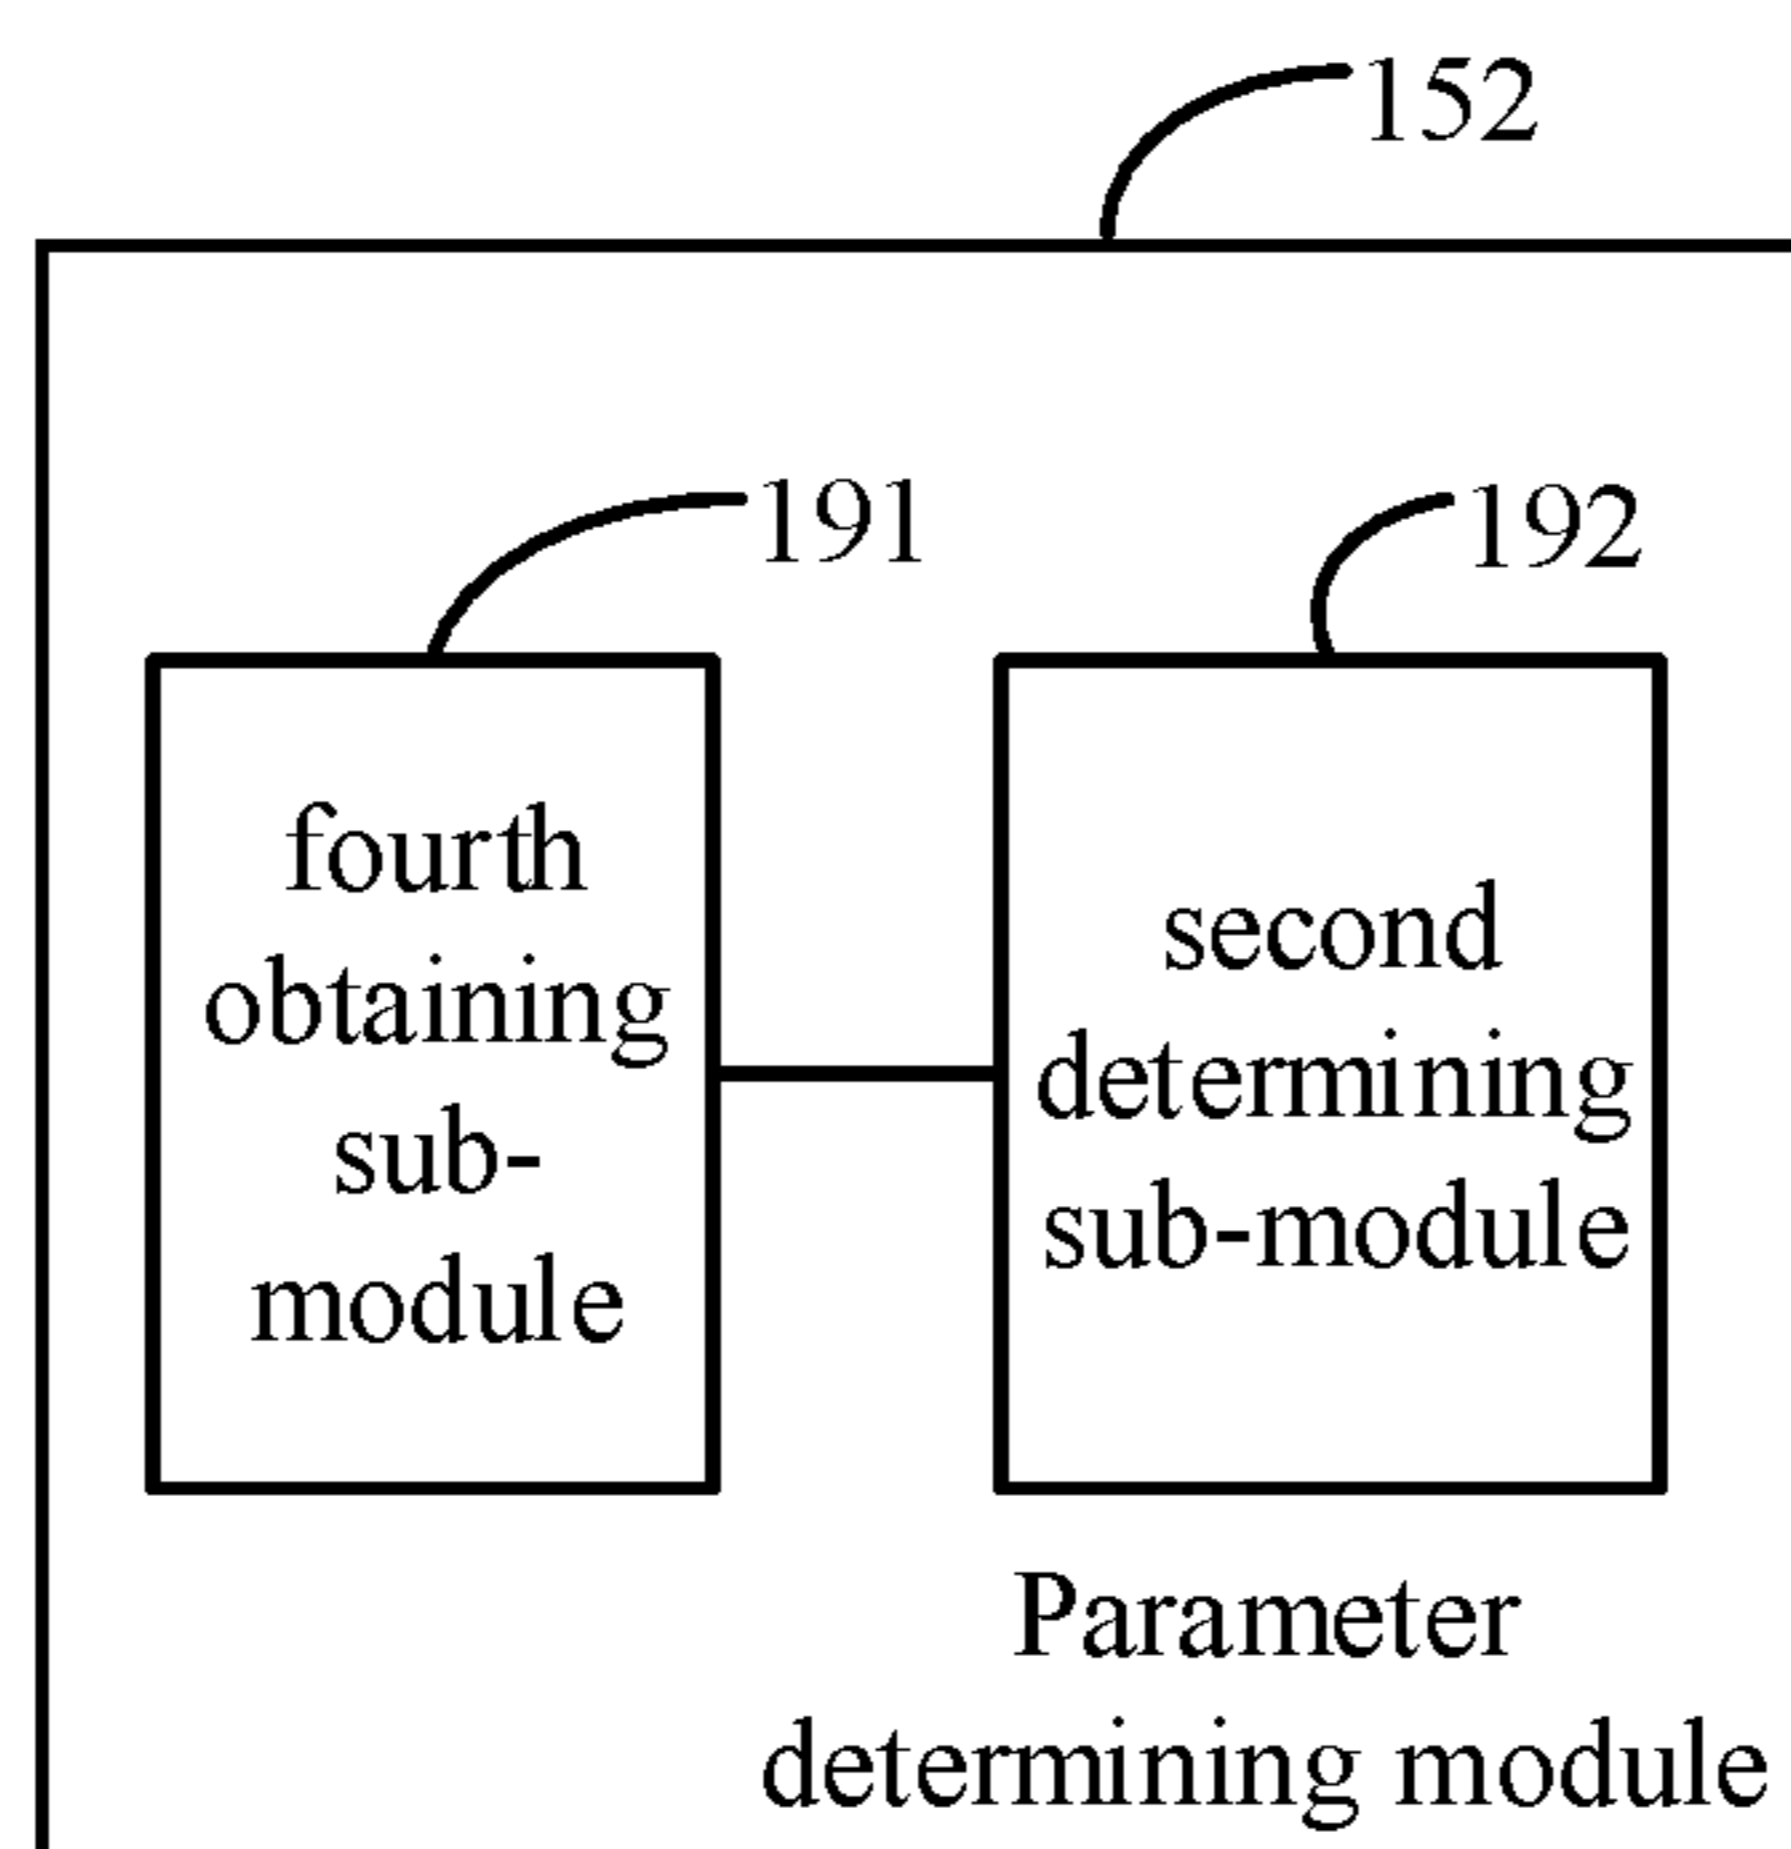 152
191
192
fourth
obtaining
sub-
module
second
determining
sub-module
Parameter
determining module